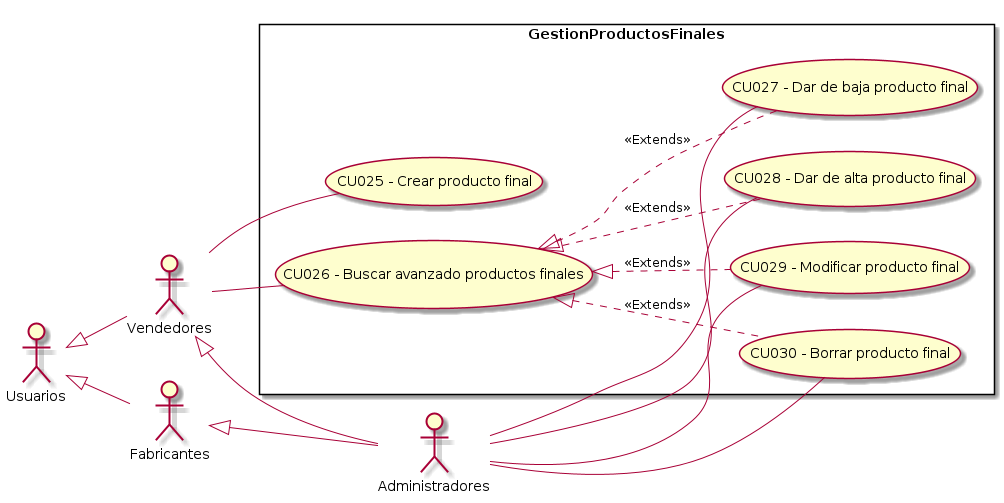 GestionProductosFinales
CU027 - Dar de baja producto final
«Extends»
CU025 - Crear producto final
CU028 - Dar de alta producto final
«Extends»
CU026 - Buscar avanzado productos finales
«Extends»
CU029 - Modificar producto final
«Extends»
CU030 - Borrar producto final
Vendedores
Usuarios
Fabricantes
Administradores